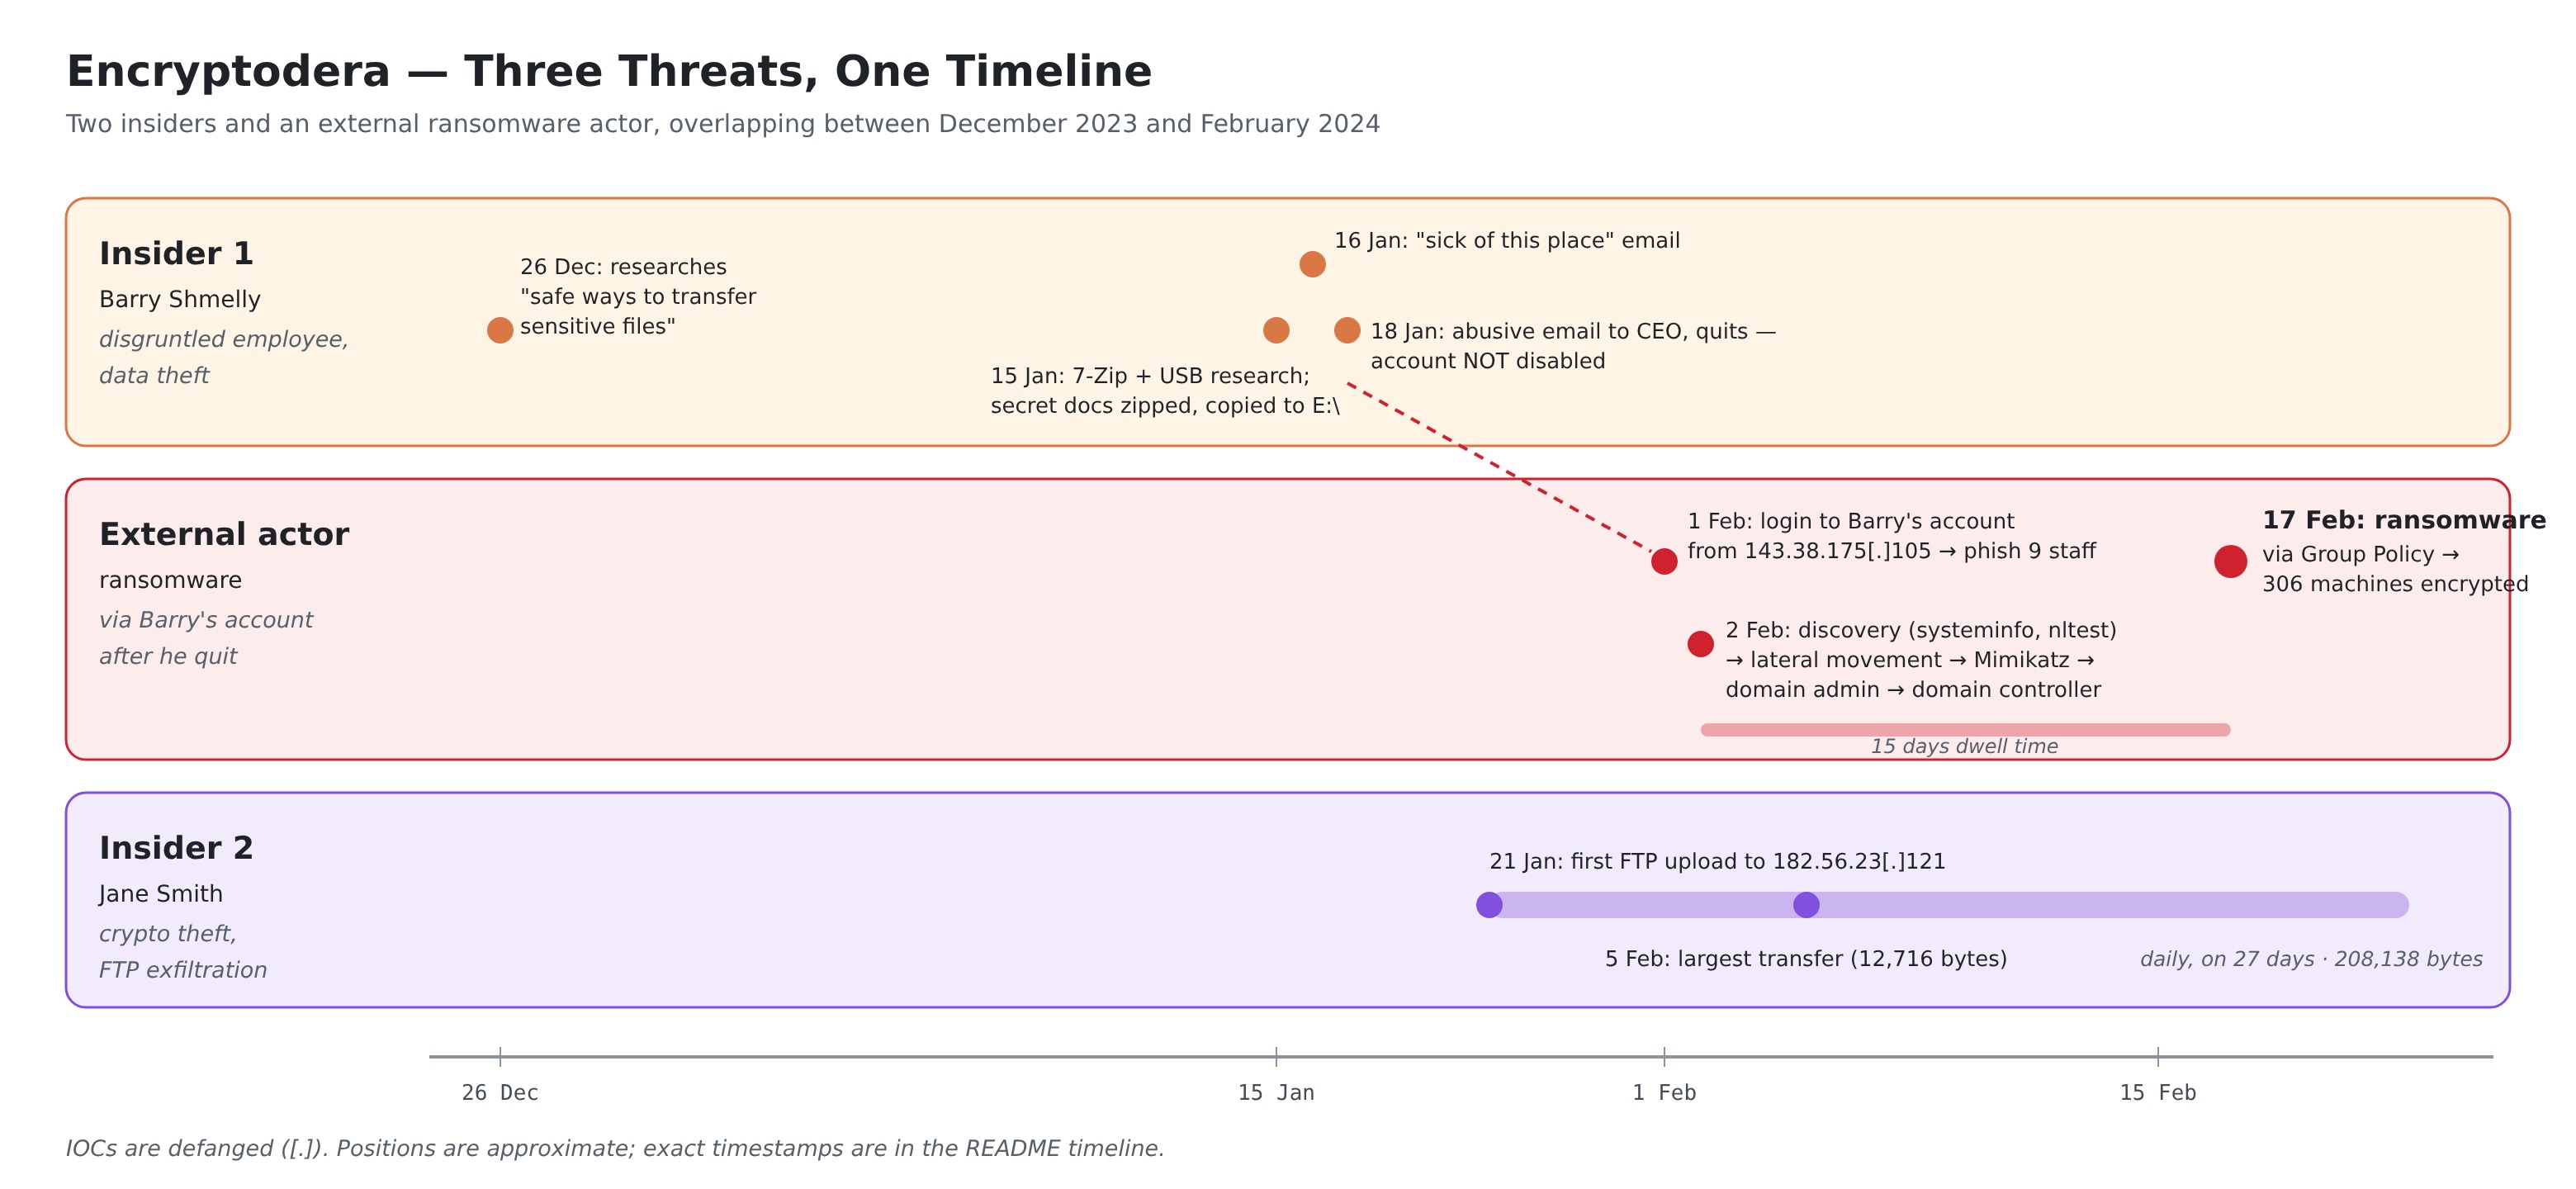 Encryptodera — Three Threats, One Timeline
Two insiders and an external ransomware actor, overlapping between December 2023 and February 2024
Insider 1
Barry Shmelly
disgruntled employee,
data theft
26 Dec: researches
"safe ways to transfer
sensitive files"
16 Jan: "sick of this place" email
18 Jan: abusive email to CEO, quits —
account NOT disabled
15 Jan: 7-Zip + USB research;
secret docs zipped, copied to E:\
External actor
ransomware
via Barry's account
after he quit
1 Feb: login to Barry's account
from 143.38.175[.]105 → phish 9 staff
17 Feb: ransomware
via Group Policy →
306 machines encrypted
2 Feb: discovery (systeminfo, nltest)
→ lateral movement → Mimikatz →
domain admin → domain controller
15 days dwell time
Insider 2
Jane Smith
crypto theft,
FTP exfiltration
21 Jan: first FTP upload to 182.56.23[.]121
5 Feb: largest transfer (12,716 bytes)
daily, on 27 days · 208,138 bytes
26 Dec
15 Jan
1 Feb
15 Feb
IOCs are defanged ([.]). Positions are approximate; exact timestamps are in the README timeline.